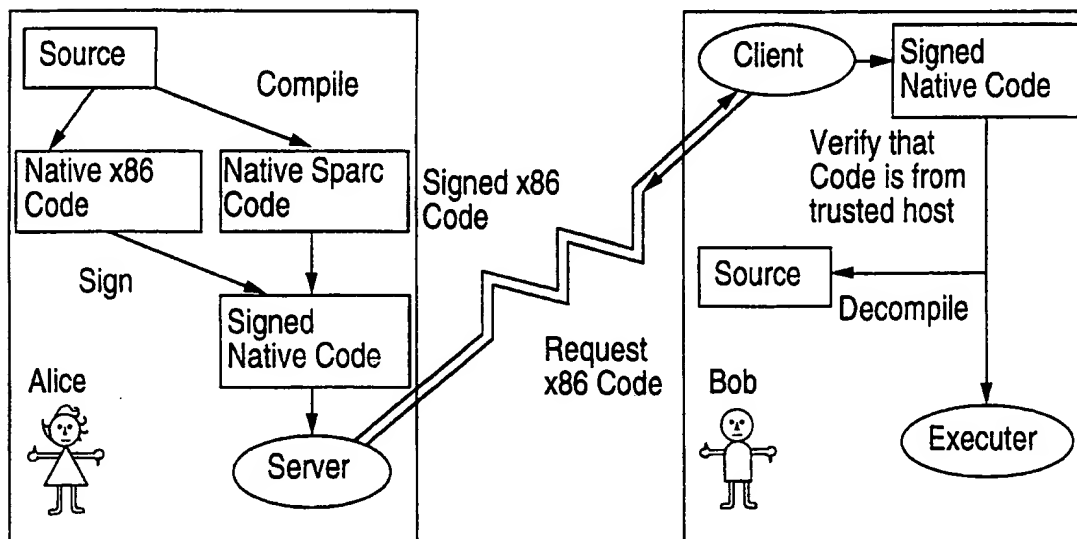 Source
Compile
Native x86
Code
Native Sparc
Code
Sign
Signed
Native Code
Alice
Server
Signed x86
Code
Request
x86 Code
Client
Signed
Native Code
Verify that
Code is from
trusted host
Source
Decompile
Bob
Executer